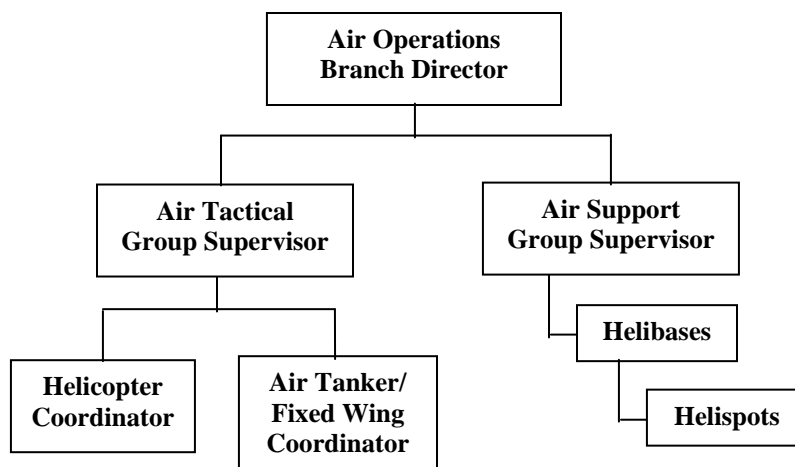 Air Operations
Branch Director
Air Tactical
Group Supervisor
Air Support
Group Supervisor
Helibases
Helicopter
Coordinator
Air Tanker/
Fixed Wing
Coordinator
Helispots